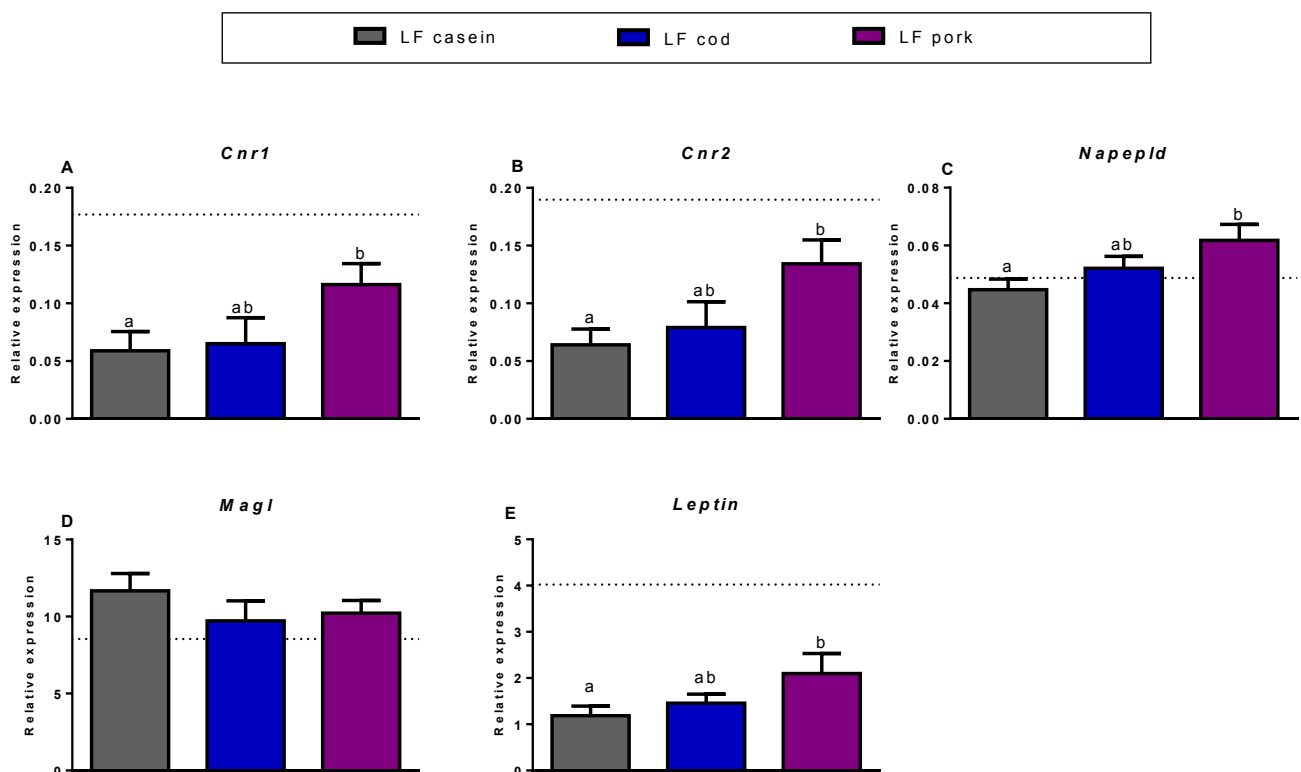 LF casein LF cod LF pork
A Cnr1
B Cnr2
C Napepld
Relative expression
0.20
0.15
0.10
0.05
0.00
a ab b
Relative expression
0.20
0.15
0.10
0.05
0.00
a ab b
Relative expression
0.08
0.06
0.04
0.02
0.00
a ab b
D Magl
E Leptin
Relative expression
15
10
5
0
Relative expression
5
4
3
2
1
0
a ab b